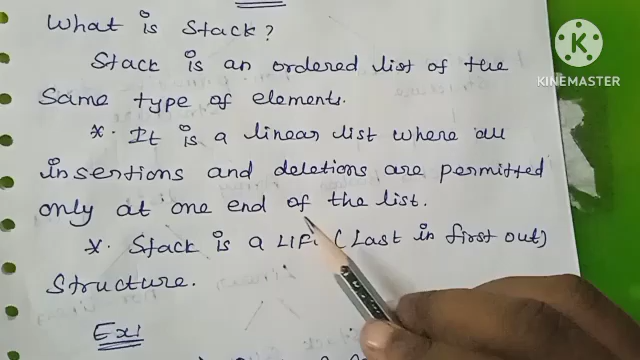 What is Stack?
Stack is an ordered list of the
Same type of elements.
*. It is a linear list where all
insertions and deletions are permitted
only at one end of the list.
*. Stack is a LIF (Last in first out)
Structure.
Ex:
KINEMASTER